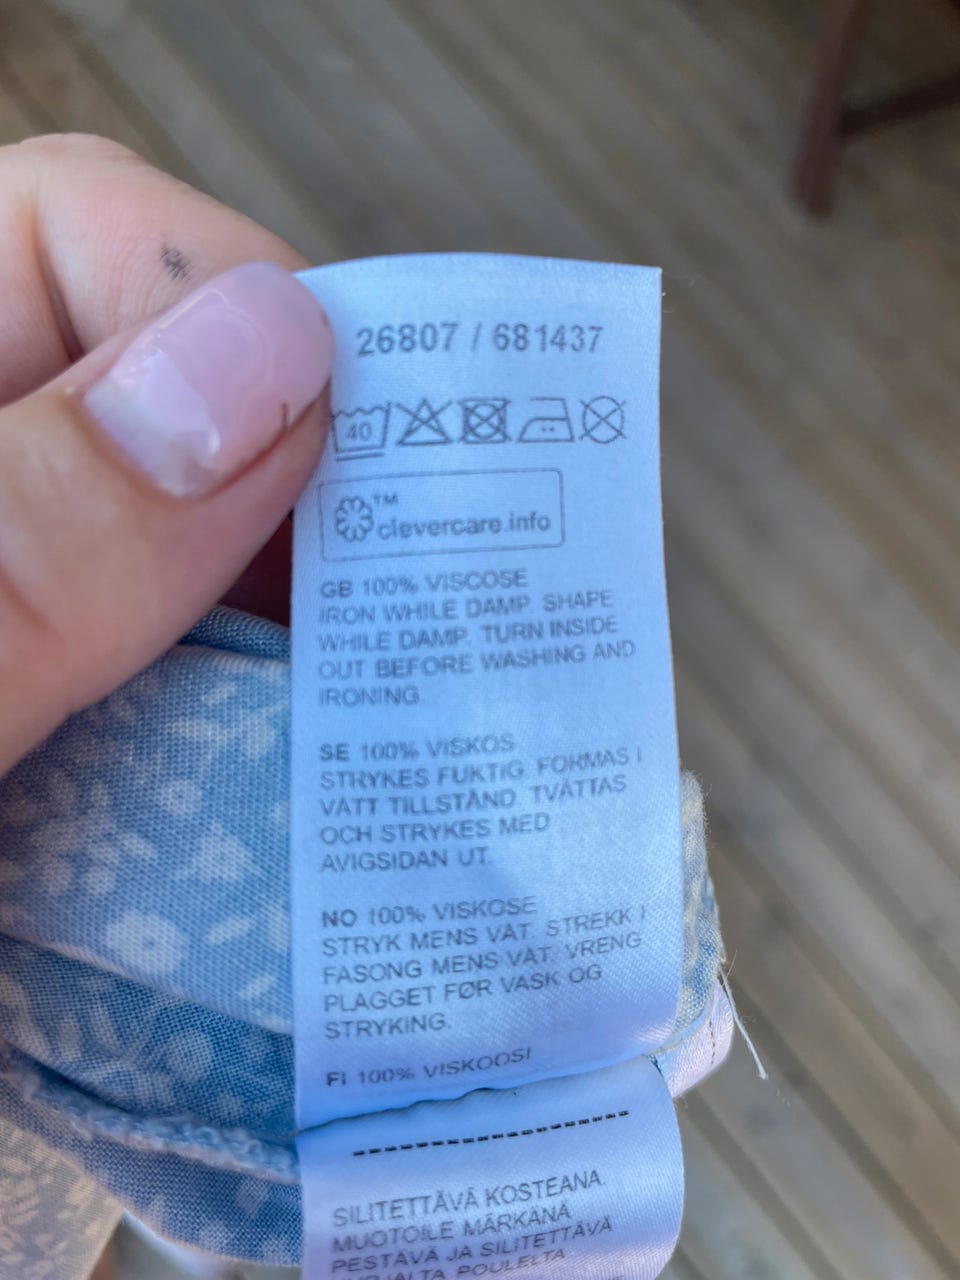 26807 / 681437
40
™
clevercare.info
GB 100% VISCOSE
IRON WHILE DAMP. SHAPE
WHILE DAMP. TURN INSIDE
OUT BEFORE WASHING AND
IRONING.
SE 100% VISKOS
STRYKES FUKTIG. FORMAS I
VÅTT TILLSTÅND. TVÄTTAS
OCH STRYKES MED
AVIGSIDAN UT.
NO 100% VISKOSE
STRYK MENS VÅT. STREKK I
FASONG MENS VÅT. VRENG
PLAGGET FØR VASK OG
STRYKING.
FI 100% VISKOOSI
SILITETTÄVÄ KOSTEANA.
MUOTOILE MÄRKÄNÄ.
PESTÄVÄ JA SILITETTÄVÄ
NURJALTA PUOLELTA